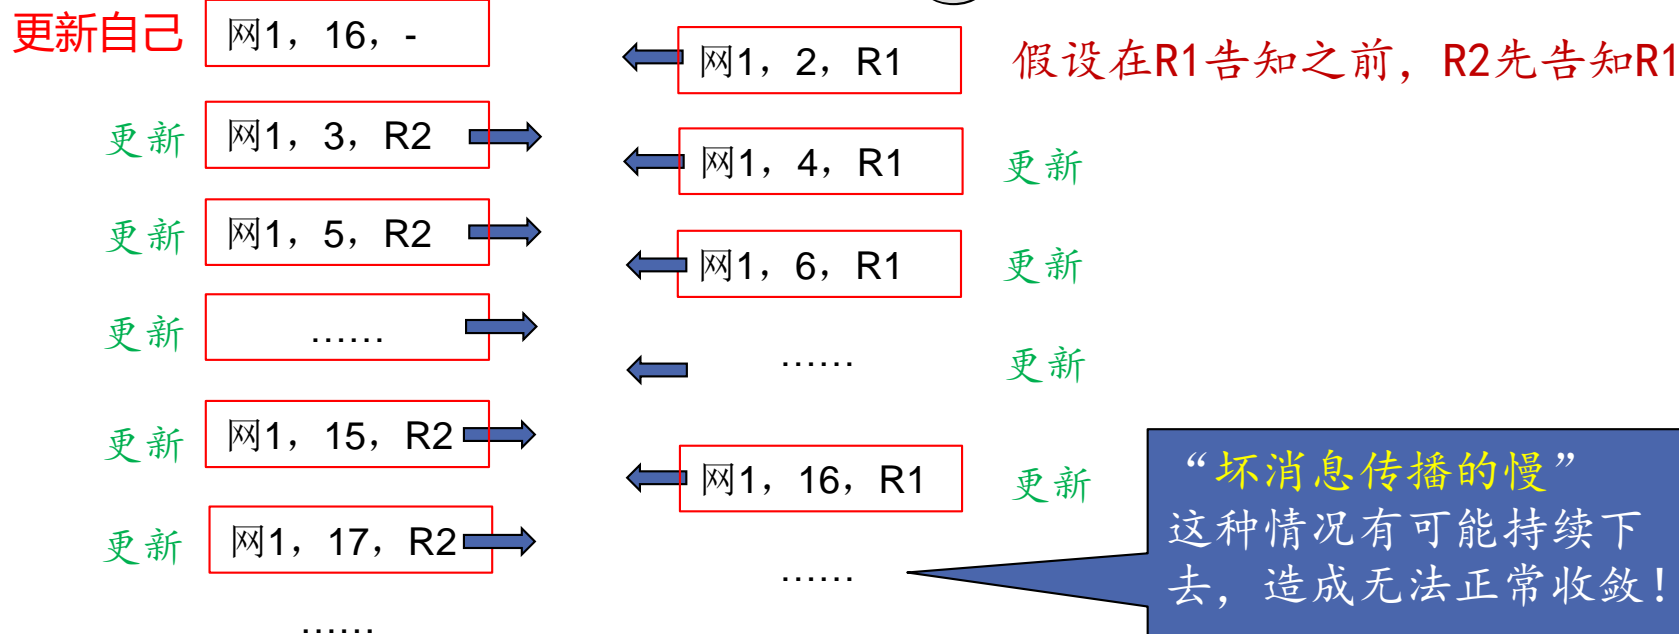 更新自己
网1，16，-
网1，2，R1
假设在R1告知之前，R2先告知R1
更新
网1，3，R2
网1，4，R1
更新
更新
网1，5，R2
网1，6，R1
更新
更新
……
……
更新
更新
网1，15，R2
网1，16，R1
更新
更新
网1，17，R2
……
……
“坏消息传播的慢”
这种情况有可能持续下
去，造成无法正常收敛！